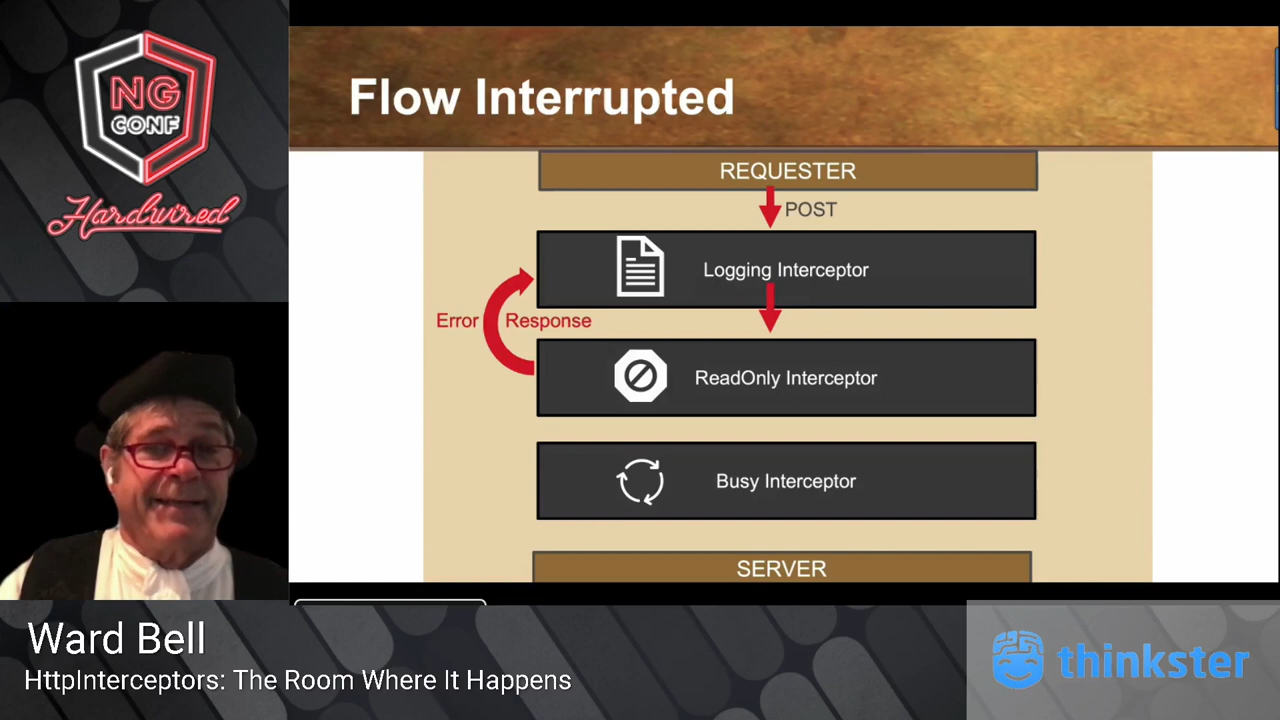 NG
CONF
Hardwired
Flow Interrupted
REQUESTER
POST
Logging Interceptor
Error Response
ReadOnly Interceptor
Busy Interceptor
SERVER
Ward Bell
HttpInterceptors: The Room Where It Happens
thinkster